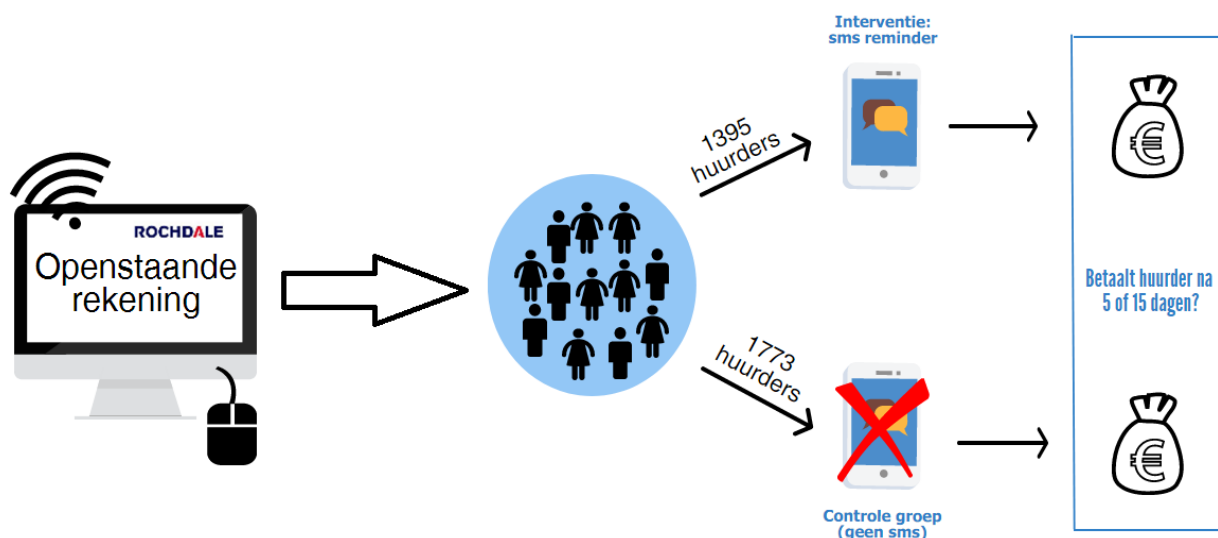 ROCHDALE
Openstaande
rekening
1395
huurders
1773
huurders
Interventie:
sms reminder
Controle groep
(geen sms)
€
Betaalt huurder na
5 of 15 dagen?
€